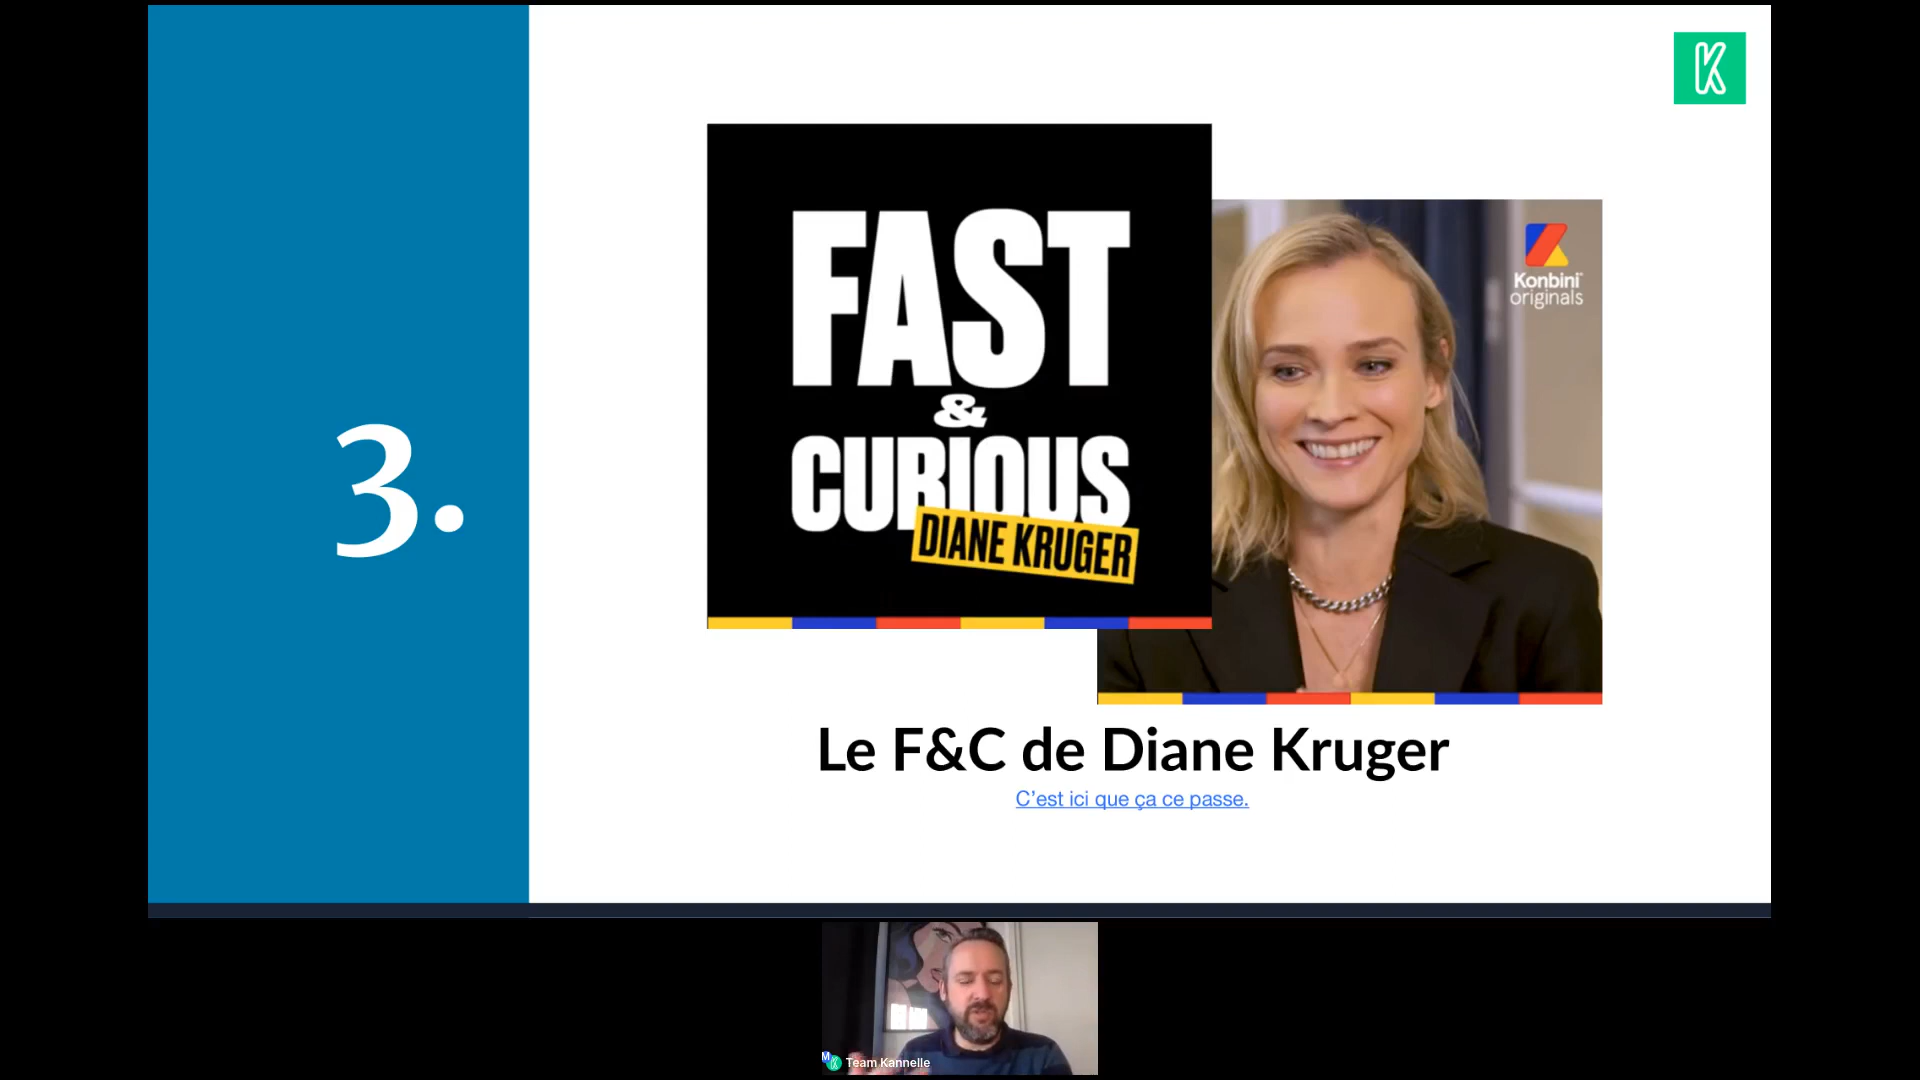 3.
FAST
&
CURIOUS
DIANE KRUGER
Konbini
originals
Le F&C de Diane Kruger
C’est ici que ça ce passe.
K
M
Team Kannelle